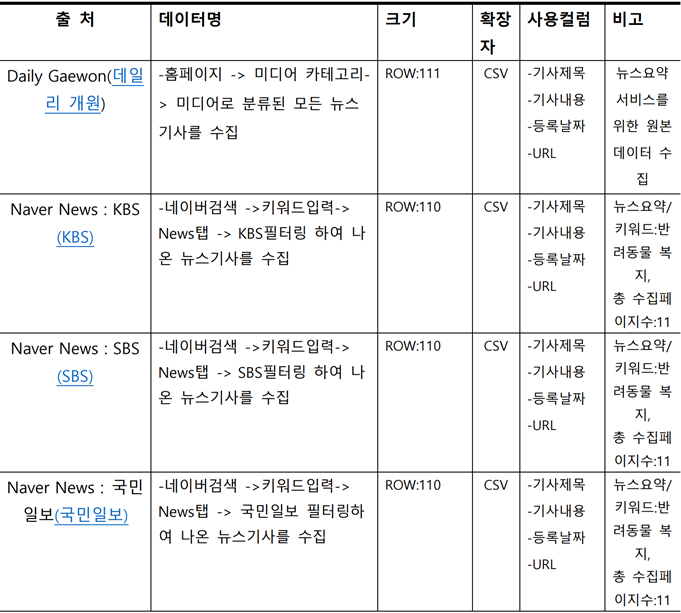 출 처
데이터명
크기
확장
자
사용컬럼
비고
Daily Gaewon(데일
리 개원)
-홈페이지 -> 미디어 카테고리-
> 미디어로 분류된 모든 뉴스
기사를 수집
ROW:111
CSV
-기사제목
-기사내용
-등록날짜
-URL
뉴스요약
서비스를
위한 원본
데이터 수
집
Naver News : KBS
(KBS)
-네이버검색 ->키워드입력->
News탭 -> KBS필터링 하여 나
온 뉴스기사를 수집
ROW:110
CSV
-기사제목
-기사내용
-등록날짜
-URL
뉴스요약/
키워드:반
려동물 복
지,
총 수집페
이지수:11
Naver News : SBS
(SBS)
-네이버검색 ->키워드입력->
News탭 -> SBS필터링 하여 나
온 뉴스기사를 수집
ROW:110
CSV
-기사제목
-기사내용
-등록날짜
-URL
뉴스요약/
키워드:반
려동물 복
지,
총 수집페
이지수:11
Naver News : 국민
일보(국민일보)
-네이버검색 ->키워드입력->
News탭 -> 국민일보 필터링하
여 나온 뉴스기사를 수집
ROW:110
CSV
-기사제목
-기사내용
-등록날짜
-URL
뉴스요약/
키워드:반
려동물 복
지,
총 수집페
이지수:11